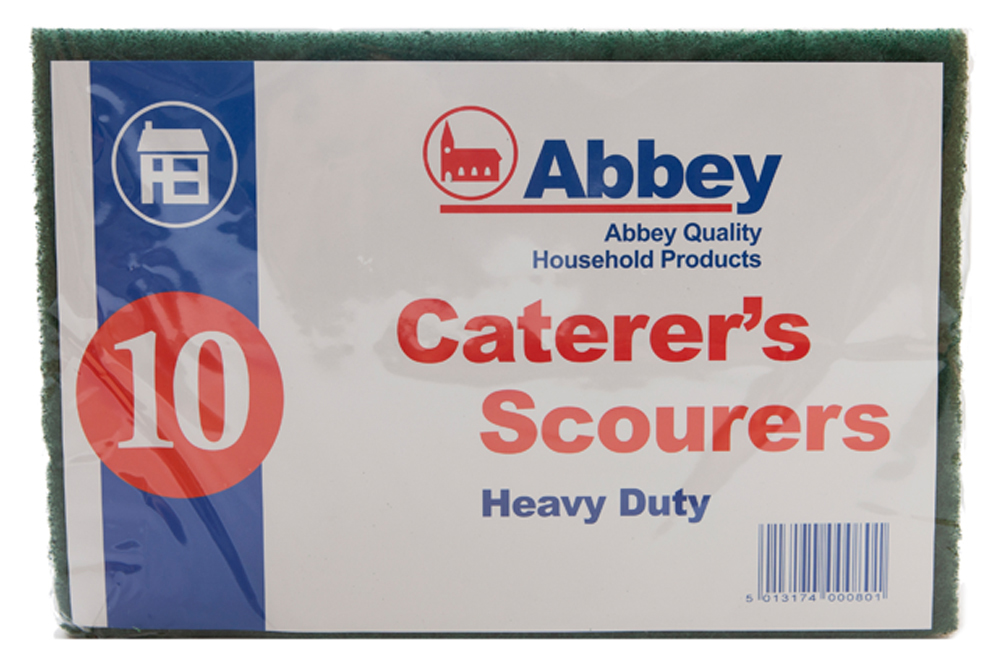 Abbey
Abbey Quality
Household Products
10
Caterer's
Scourers
Heavy Duty
5 013174 000801